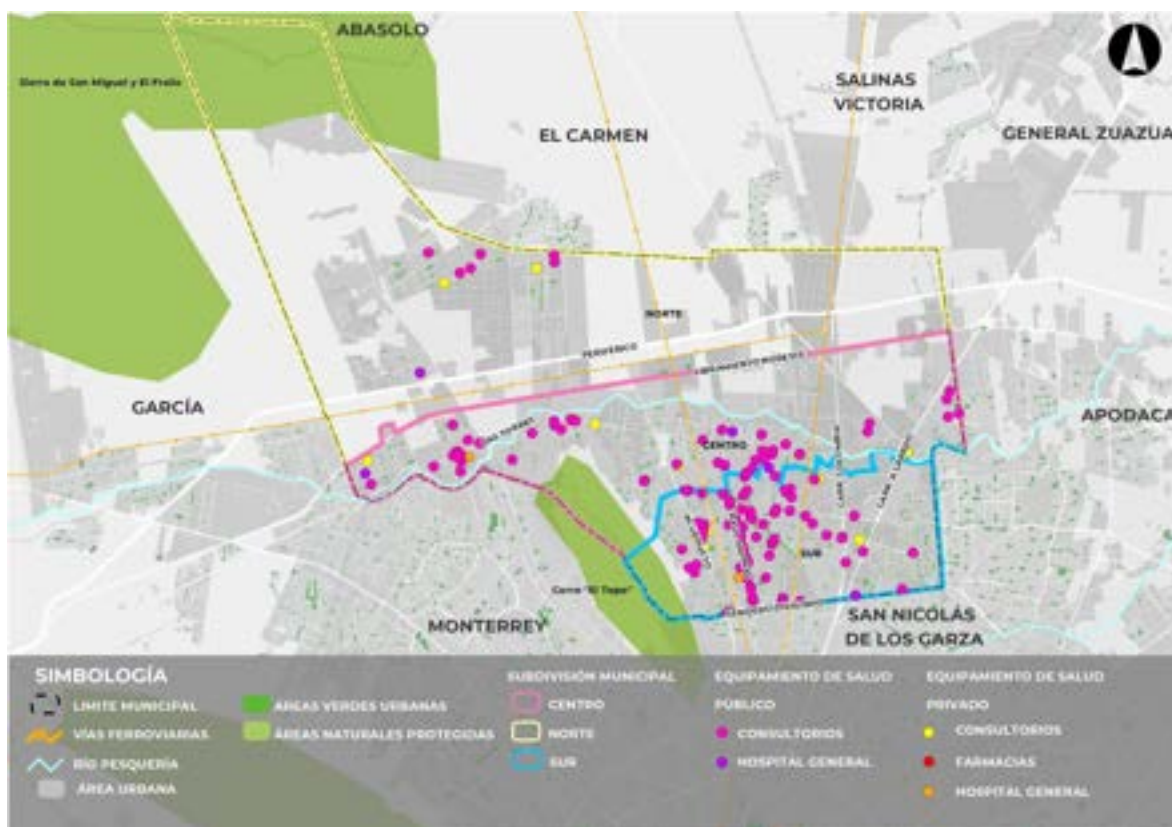 ABASOLO
Sierra de San Miguel y El Fraile
SALINAS
VICTORIA
EL CARMEN
GENERAL ZUAZUA
NORTE
PERIFÉRICO
GARCÍA
APODACA
CENTRO
SUR
Cerro "El Topo"
MONTERREY
SAN NICOLÁS
DE LOS GARZA
SIMBOLOGÍA
LIMITE MUNICIPAL
VÍAS FERROVIARIAS
RÍO PESQUERÍA
ÁREA URBANA
ÁREAS VERDES URBANAS
ÁREAS NATURALES PROTEGIDAS
SUBDIVISIÓN MUNICIPAL
CENTRO
NORTE
SUR
EQUIPAMIENTO DE SALUD
PÚBLICO
CONSULTORIOS
HOSPITAL GENERAL
EQUIPAMIENTO DE SALUD
PRIVADO
CONSULTORIOS
FARMACIAS
HOSPITAL GENERAL